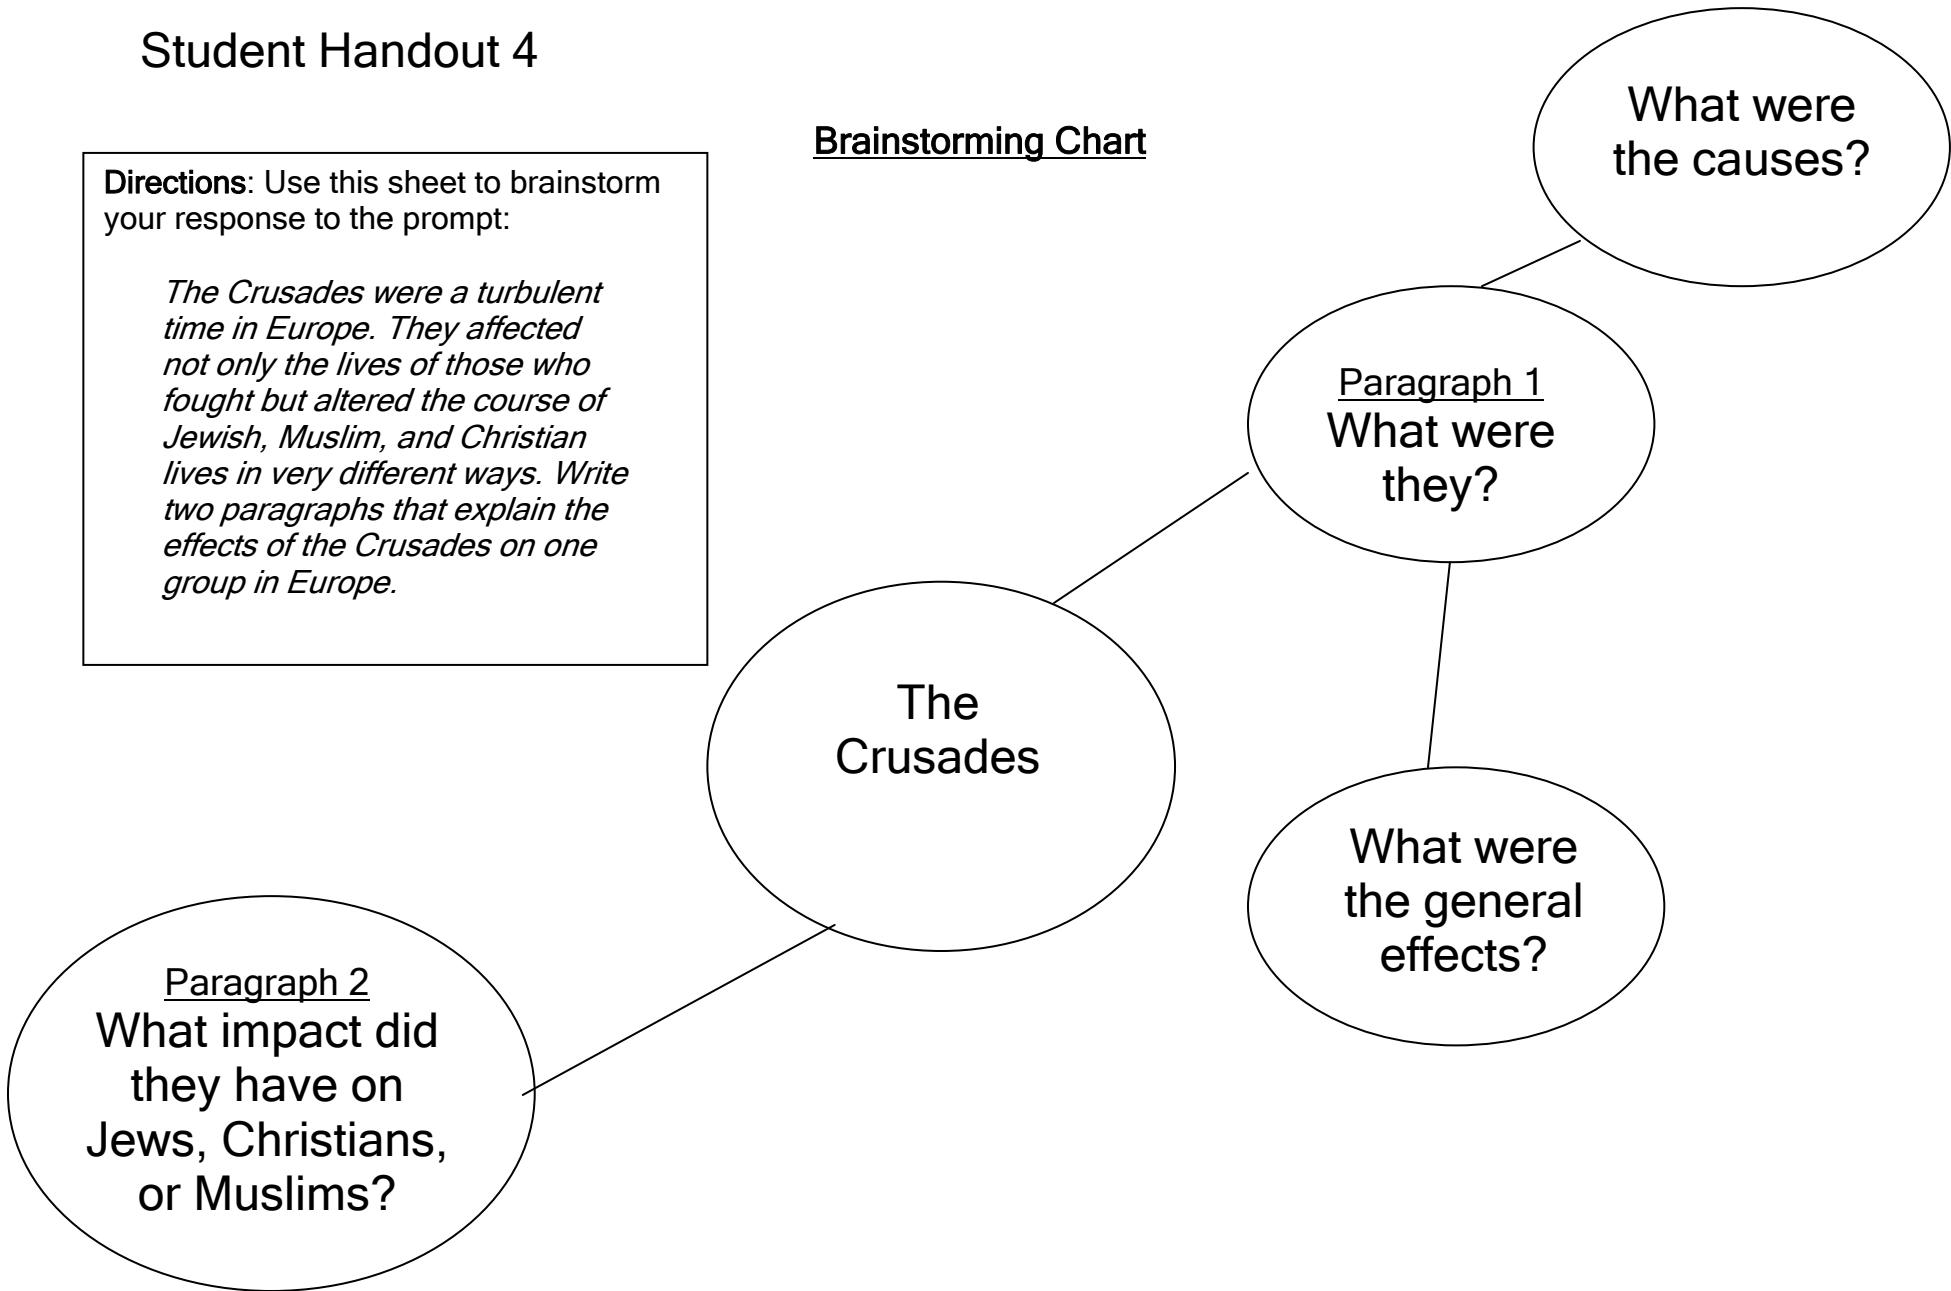 Student Handout 4
Brainstorming Chart
Directions: Use this sheet to brainstorm
your response to the prompt:
The Crusades were a turbulent
time in Europe. They affected
not only the lives of those who
fought but altered the course of
Jewish, Muslim, and Christian
lives in very different ways. Write
two paragraphs that explain the
effects of the Crusades on one
group in Europe.
What were
the causes?
Paragraph 1
What were
they?
The
Crusades
What were
the general
effects?
Paragraph 2
What impact did
they have on
Jews, Christians,
or Muslims?